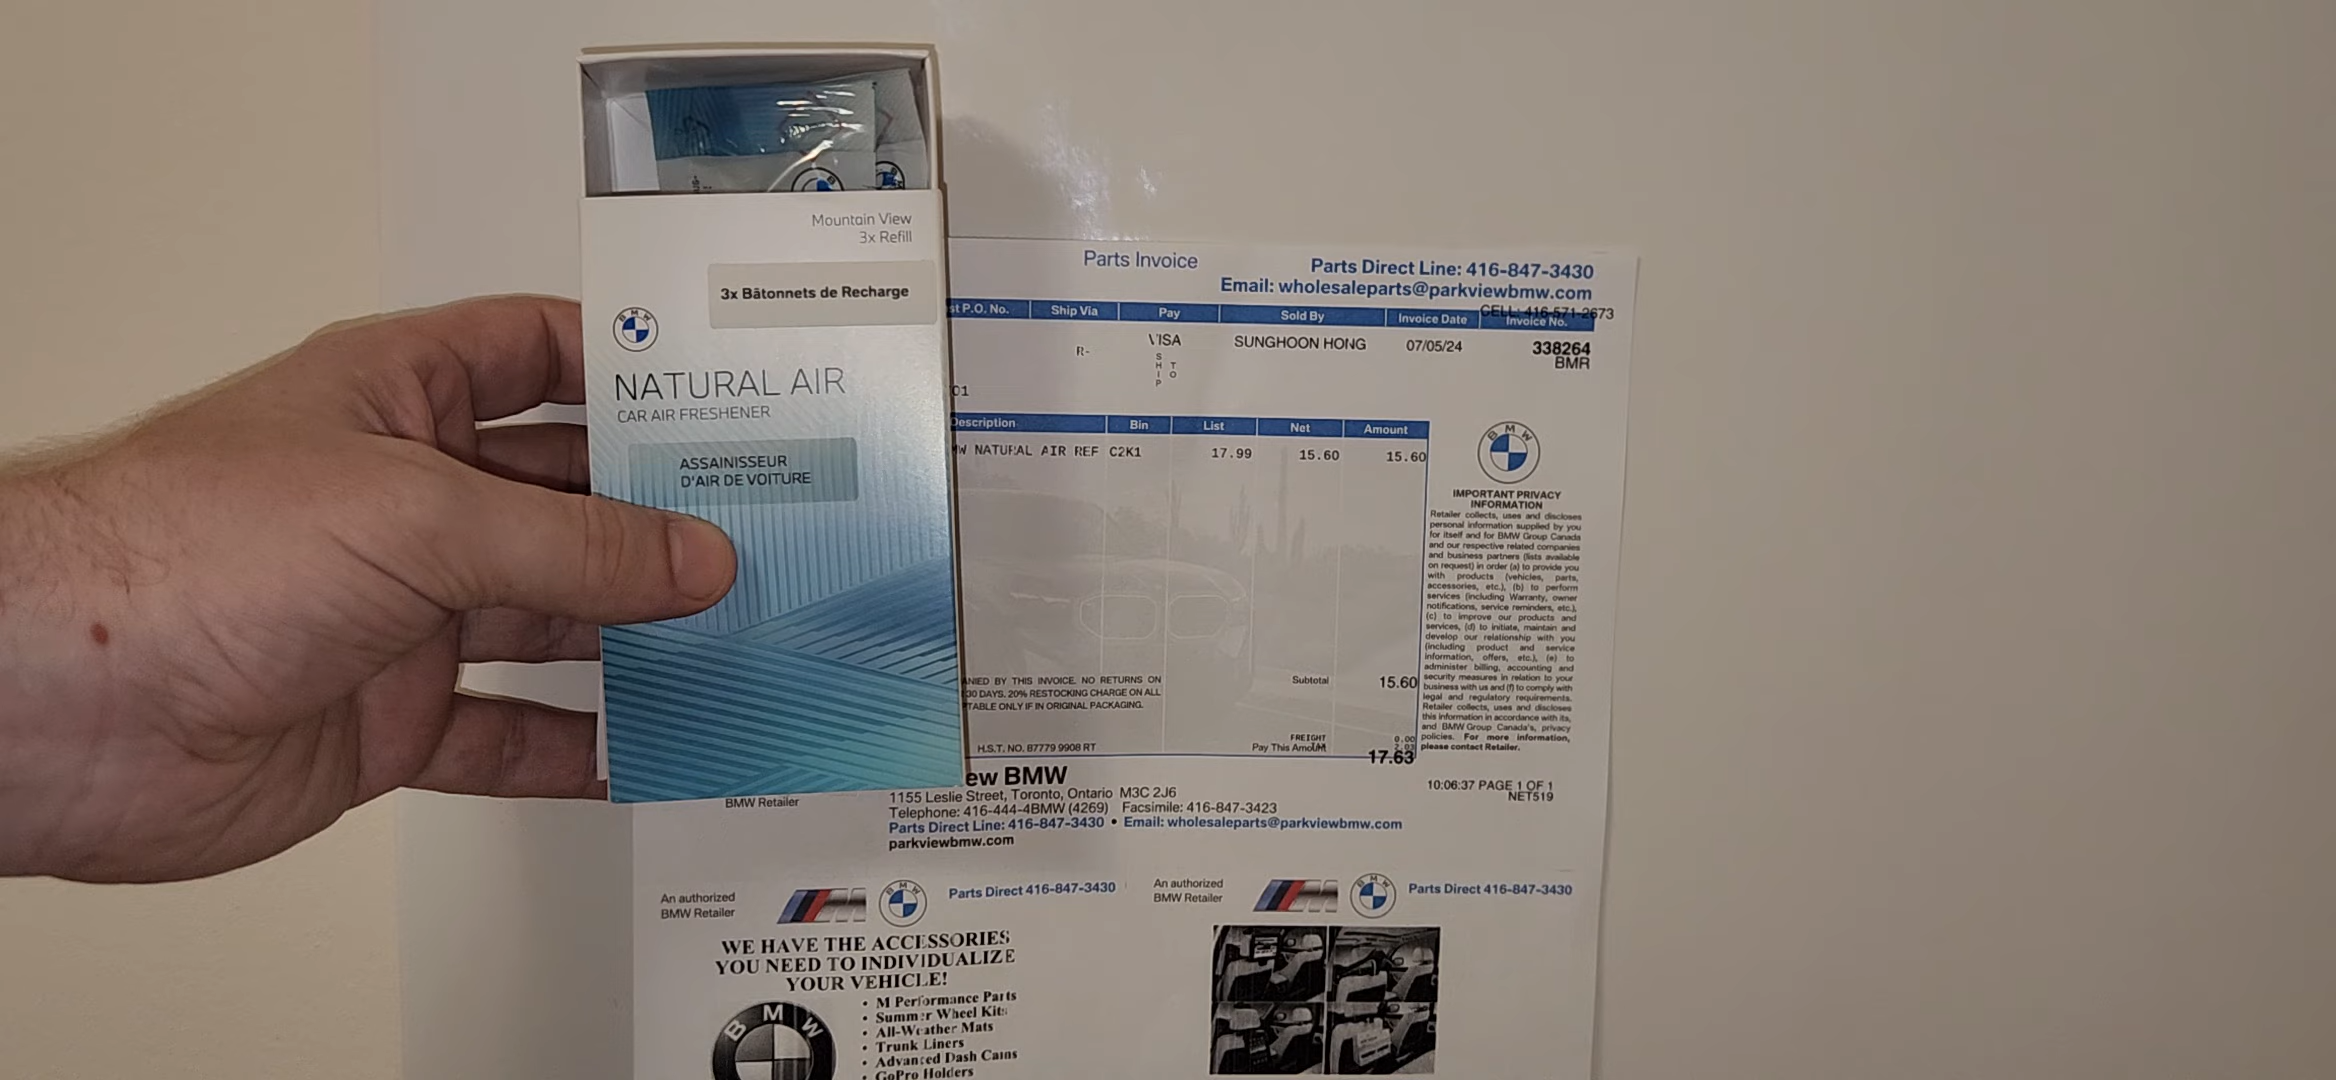 Mountain View
3x Refill
3x Bâtonnets de Recharge
BMW
NATURAL AIR
CAR AIR FRESHENER
ASSAINISSEUR
D'AIR DE VOITURE
Parts Invoice
Parts Direct Line: 416-847-3430
Email: wholesaleparts@parkviewbmw.com
CELL: 416-571-2673
P.O. No. Ship Via Pay Sold By Invoice Date Invoice No.
R- VISA SUNGHOON HONG 07/05/24 338264
BMR
SHIP TO
01
Description Bin List Net Amount
NATURAL AIR REF C2K1 17.99 15.60 15.60
BMW
IMPORTANT PRIVACY
INFORMATION
Retailer collects, uses and discloses
personal information supplied by you
for itself and for BMW Group Canada
and our respective related companies
and business partners (lists available
on request) in order (a) to provide you
with products (vehicles, parts,
accessories, etc.), (b) to perform
services (including Warranty, owner
notifications, service reminders, etc.),
(c) to improve our products and
services, (d) to initiate, maintain and
develop our relationship with you
(including product and service
information, offers, etc.), (e) to
administer billing, accounting and
security measures in relation to your
business with us and (f) to comply with
legal and regulatory requirements.
Retailer collects, uses and discloses
this information in accordance with its,
and BMW Group Canada's, privacy
policies. For more information,
please contact Retailer.
BY THIS INVOICE. NO RETURNS ON
30 DAYS. 20% RESTOCKING CHARGE ON ALL
ONLY IF IN ORIGINAL PACKAGING.
Subtotal 15.60
H.S.T. NO. 87779 9908 RT
FREIGHT 0.00
2.03
Pay This Amount 17.63
ew BMW
BMW Retailer
1155 Leslie Street, Toronto, Ontario M3C 2J6
Telephone: 416-444-4BMW (4269) Facsimile: 416-847-3423
Parts Direct Line: 416-847-3430 • Email: wholesaleparts@parkviewbmw.com
parkviewbmw.com
10:06:37 PAGE 1 OF 1
NET519
An authorized
BMW Retailer
M
BMW
Parts Direct 416-847-3430
An authorized
BMW Retailer
M
BMW
Parts Direct 416-847-3430
WE HAVE THE ACCESSORIES
YOU NEED TO INDIVIDUALIZE
YOUR VEHICLE!
BMW
• M Performance Parts
• Summer Wheel Kits
• All-Weather Mats
• Trunk Liners
• Advanced Dash Cams
• GoPro Holders